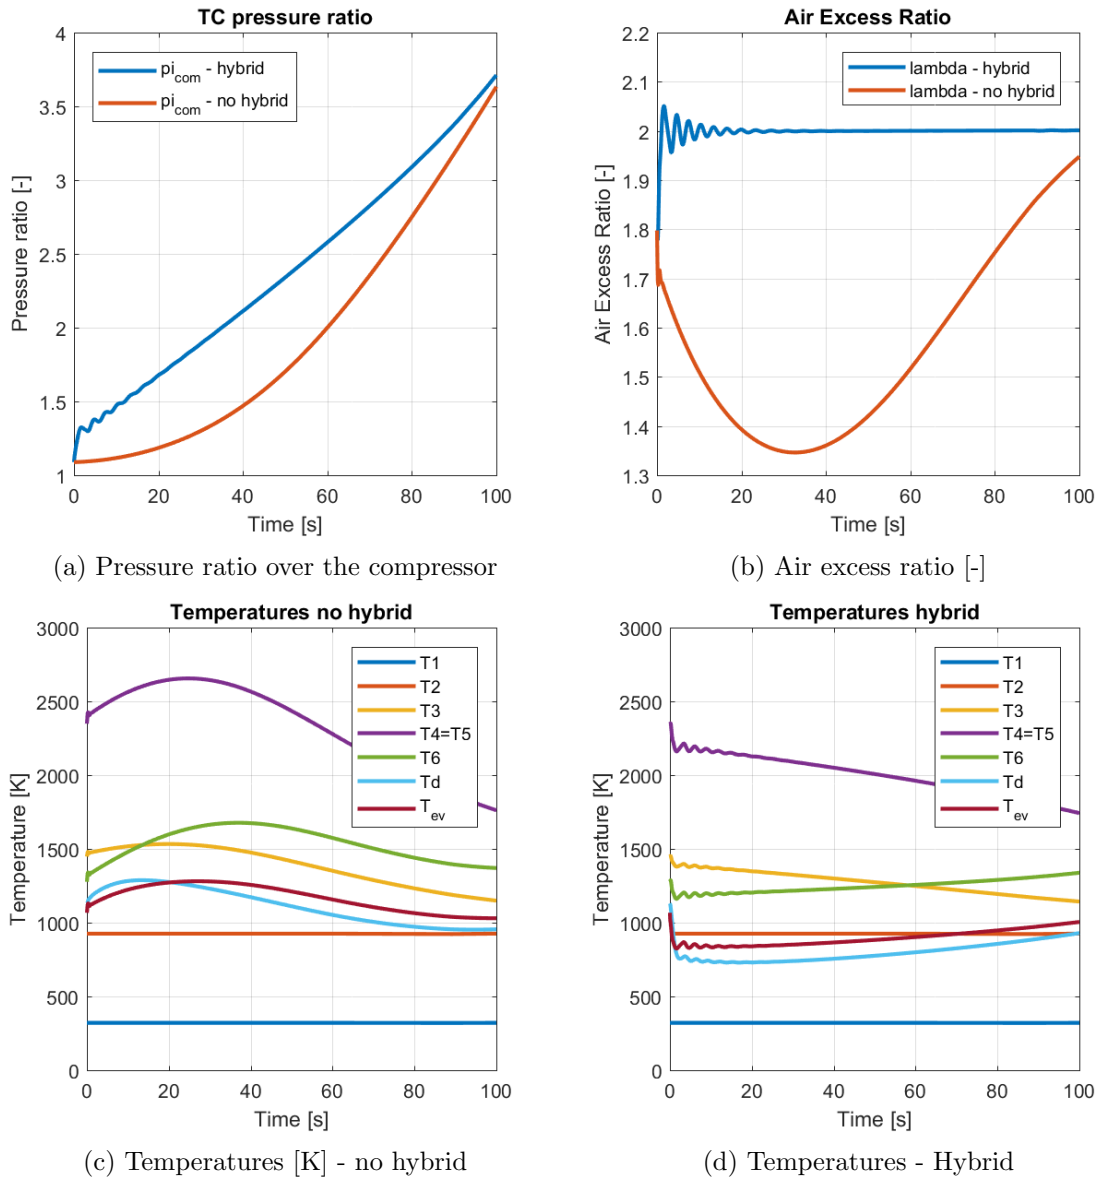 TC pressure ratio
4
3.5
3
2.5
2
1.5
1
Pressure ratio [-]
pi_com - hybrid
pi_com - no hybrid
0 20 40 60 80 100
Time [s]
(a) Pressure ratio over the compressor
Air Excess Ratio
2.2
2.1
2
1.9
1.8
1.7
1.6
1.5
1.4
1.3
Air Excess Ratio [-]
lambda - hybrid
lambda - no hybrid
0 20 40 60 80 100
Time [s]
(b) Air excess ratio [-]
Temperatures no hybrid
3000
2500
2000
1500
1000
500
0
Temperature [K]
T1
T2
T3
T4=T5
T6
Td
T_ev
0 20 40 60 80 100
Time [s]
(c) Temperatures [K] - no hybrid
Temperatures hybrid
3000
2500
2000
1500
1000
500
0
Temperature [K]
T1
T2
T3
T4=T5
T6
Td
T_ev
0 20 40 60 80 100
Time [s]
(d) Temperatures - Hybrid